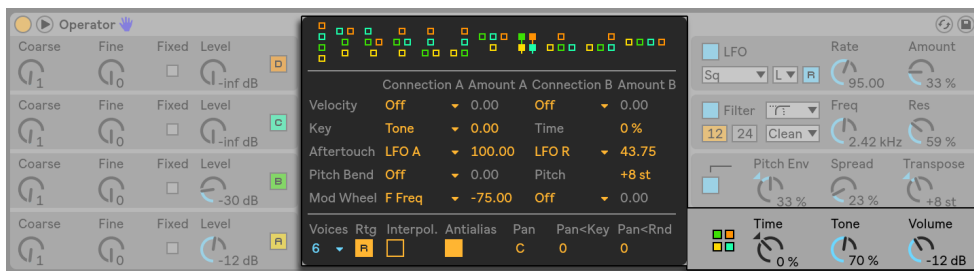 Operator
Coarse Fine Fixed Level
1 0 -inf dB D
Coarse Fine Fixed Level
1 0 -inf dB C
Coarse Fine Fixed Level
1 0 -30 dB B
Coarse Fine Fixed Level
1 0 -12 dB A
Connection A Amount A Connection B Amount B
Velocity Off 0.00 Off 0.00
Key Tone 0.00 Time 0 %
Aftertouch LFO A 100.00 LFO R 43.75
Pitch Bend Off 0.00 Pitch +8 st
Mod Wheel F Freq -75.00 Off 0.00
Voices Rtg Interpol. Antialias Pan Pan<Key Pan<Rnd
6 R C 0 0
LFO Rate Amount
Sq L R 95.00 33 %
Filter Freq Res
12 24 Clean 2.42 kHz 59 %
Pitch Env Spread Transpose
33 % 23 % +8 st
Time Tone Volume
0 % 70 % -12 dB